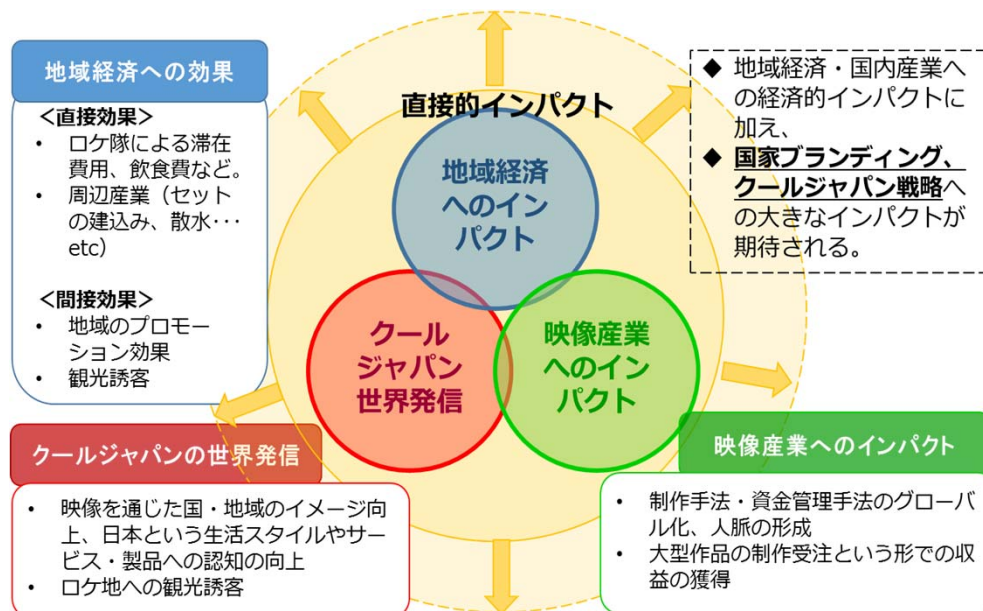 地域経済への効果
＜直接効果＞
• ロケ隊による滞在
費用、飲食費など。
• 周辺産業（セット
の建込み、散水･･･
etc）
＜間接効果＞
• 地域のプロモー
ション効果
• 観光誘客
直接的インパクト
地域経済
へのイン
パクト
クール
ジャパン
世界発信
映像産業
へのイン
パクト
◆ 地域経済・国内産業へ
の経済的インパクトに
加え、
◆ 国家ブランディング、
クールジャパン戦略へ
の大きなインパクトが
期待される。
クールジャパンの世界発信
• 映像を通じた国・地域のイメージ向
上、日本という生活スタイルやサー
ビス・製品への認知の向上
• ロケ地への観光誘客
映像産業へのインパクト
• 制作手法・資金管理手法のグローバ
ル化、人脈の形成
• 大型作品の制作受注という形での収
益の獲得